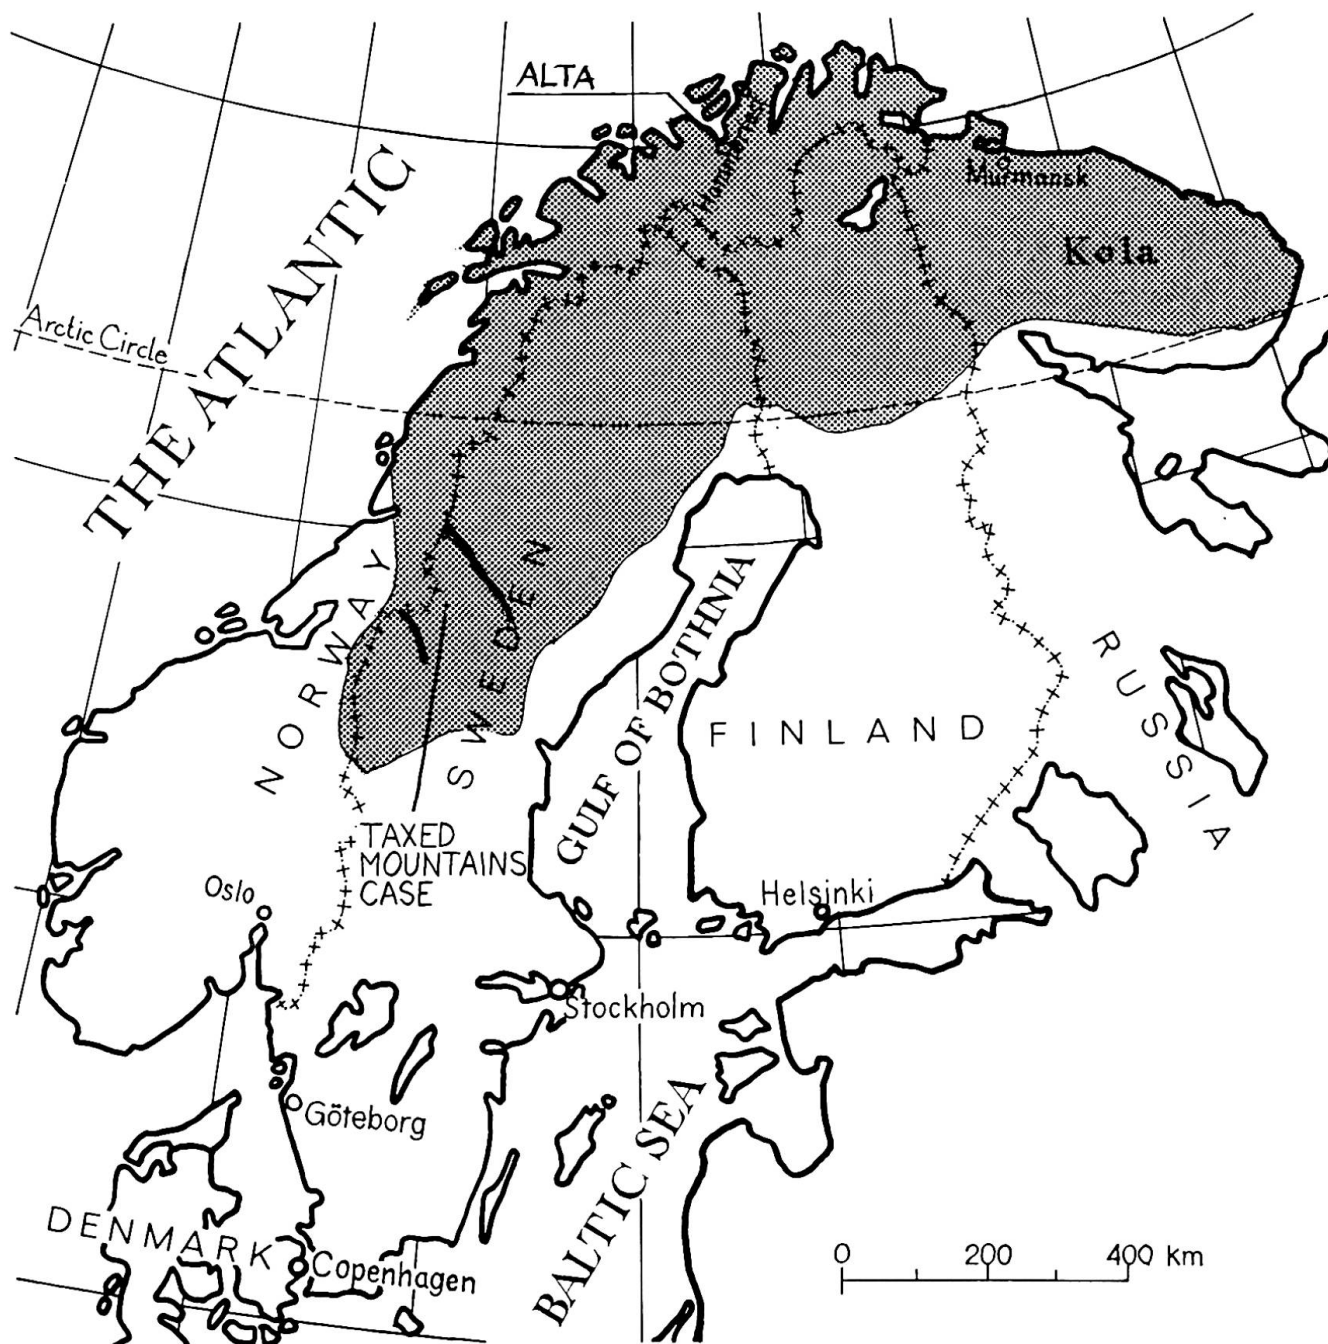 ALTA
Murmansk
Kola
THE ATLANTIC
Arctic Circle
NORWAY
SWEDEN
GULF OF BOTHNIA
FINLAND
RUSSIA
TAXED
MOUNTAINS
CASE
Oslo
Helsinki
Stockholm
Göteborg
BALTIC SEA
DENMARK
Copenhagen
0 200 400 km